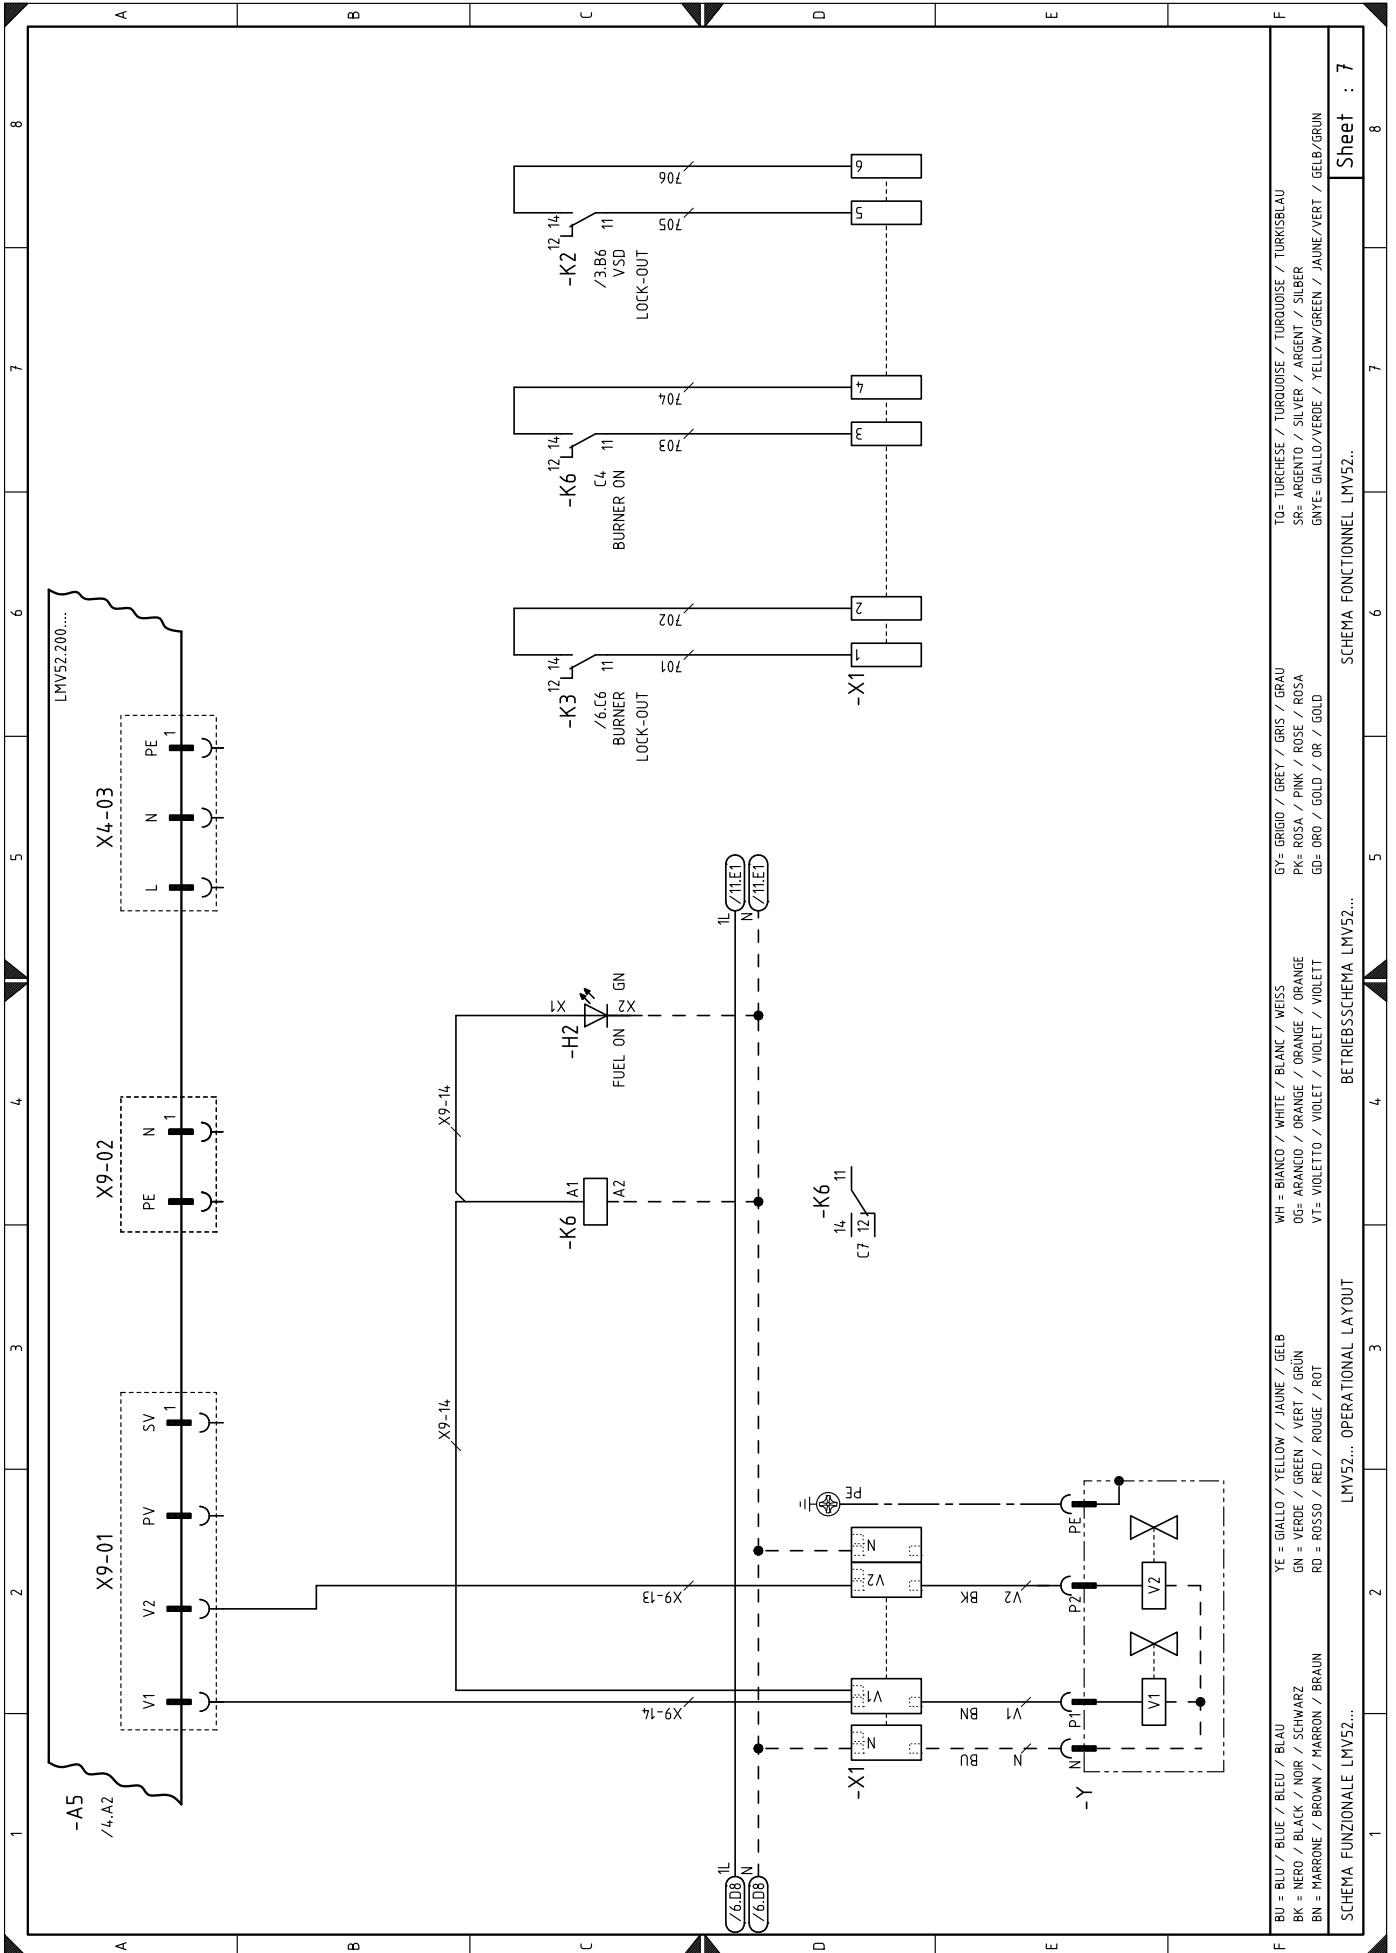 1 2 3 4 5 6 7 8
A
B
C
D
E
F
-A5
/4.A2
LMV52.200....
X9-01
V1 V2 PV SV 1
X9-02
PE N 1
X4-03
L N PE 1
X9-14
X9-14
-K6
A1
A2
-H2
X1
X2
FUEL ON GN
-K3
/6.C6
BURNER
LOCK-OUT
12 14
11
-K6
C4
BURNER ON
12 14
11
-K2
/3.B6
VSD
LOCK-OUT
12 14
11
X9-14
X9-13
701
702
703
704
705
706
/6.D8 1L
/6.D8 N
1L /11.E1
N /11.E1
-X1
N V1 V2 N
PE
-K6
14
12
11
C7
-X1
1 2 3 4 5 6
BU
BN
BK
N
V1
V2
-Y
N P1 P2 PE
V1 V2
BU = BLU / BLUE / BLEU / BLAU
BK = NERO / BLACK / NOIR / SCHWARZ
BN = MARRONE / BROWN / MARRON / BRAUN
YE = GIALLO / YELLOW / JAUNE / GELB
GN = VERDE / GREEN / VERT / GRÜN
RD = ROSSO / RED / ROUGE / ROT
WH = BIANCO / WHITE / BLANC / WEISS
OG= ARANCIO / ORANGE / ORANGE / ORANGE
VT= VIOLETTO / VIOLET / VIOLET / VIOLETT
GY= GRIGIO / GREY / GRIS / GRAU
PK= ROSA / PINK / ROSE / ROSA
GD= ORO / GOLD / OR / GOLD
TQ= TURCHESE / TURQUOISE / TURQUOISE / TURKISBLAU
SR= ARGENTO / SILVER / ARGENT / SILBER
GNYE= GIALLO/VERDE / YELLOW/GREEN / JAUNE/VERT / GELB/GRUN
SCHEMA FUNZIONALE LMV52... LMV52... OPERATIONAL LAYOUT BETRIEBSSCHEMA LMV52... SCHEMA FONCTIONNEL LMV52..
Sheet : 7
1 2 3 4 5 6 7 8
A
B
C
D
E
F